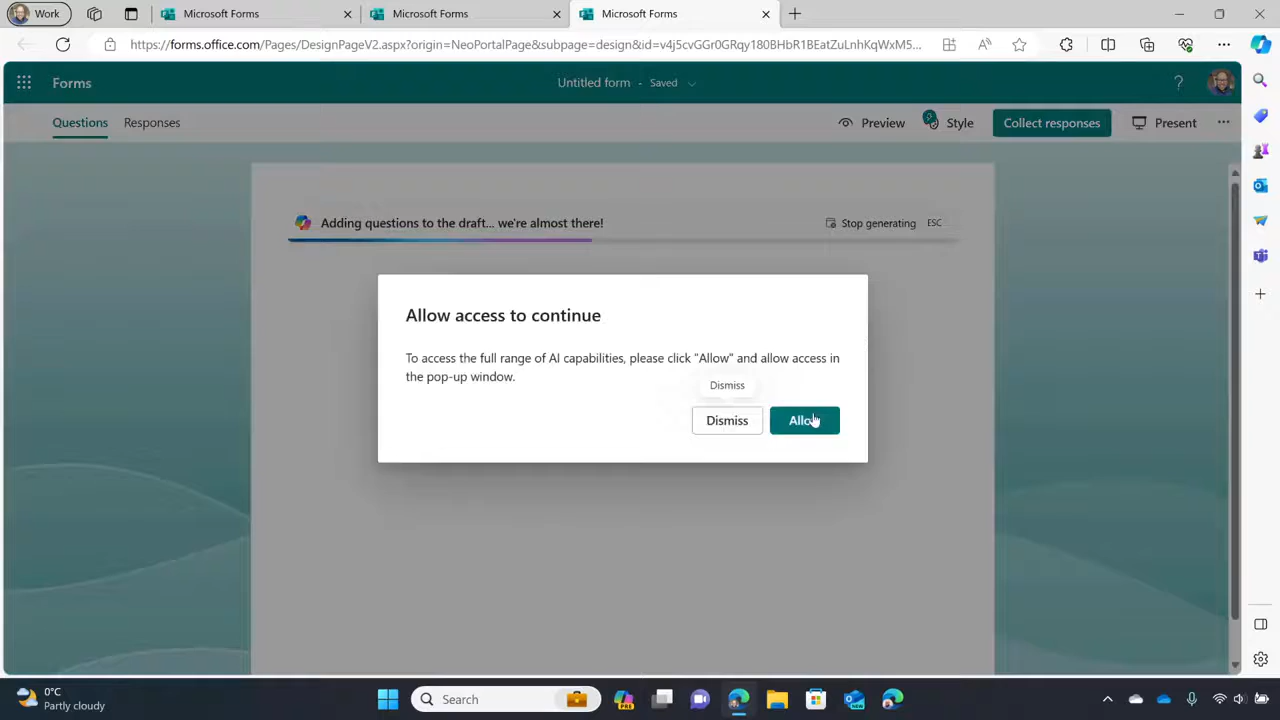 Microsoft Forms
Microsoft Forms
Microsoft Forms
https://forms.office.com/Pages/DesignPageV2.aspx?origin=NeoPortalPage&subpage=design&id=v4j5cvGGr0GRqy180BHbR1BEatZuLnhKqWxM5...
Forms
Untitled form - Saved
Questions
Responses
Preview
Style
Collect responses
Present
Adding questions to the draft... we're almost there!
Stop generating
ESC
Allow access to continue
To access the full range of AI capabilities, please click "Allow" and allow access in
the pop-up window.
Dismiss
Dismiss
Allow
0°C
Partly cloudy
Search
PRE
NEW